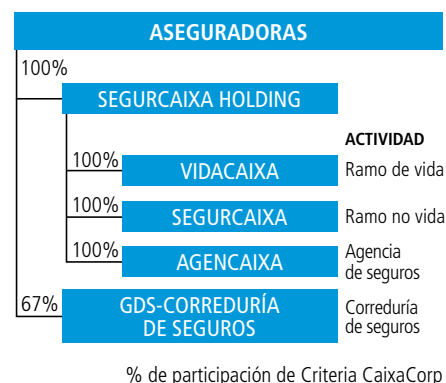 ASEGURADORAS
100%
SEGURCAIXA HOLDING
ACTIVIDAD
100%
VIDACAIXA
Ramo de vida
100%
SEGURCAIXA
Ramo no vida
100%
AGENCAIXA
Agencia
de seguros
67%
GDS-CORREDURÍA
DE SEGUROS
Correduría
de seguros
% de participación de Criteria CaixaCorp